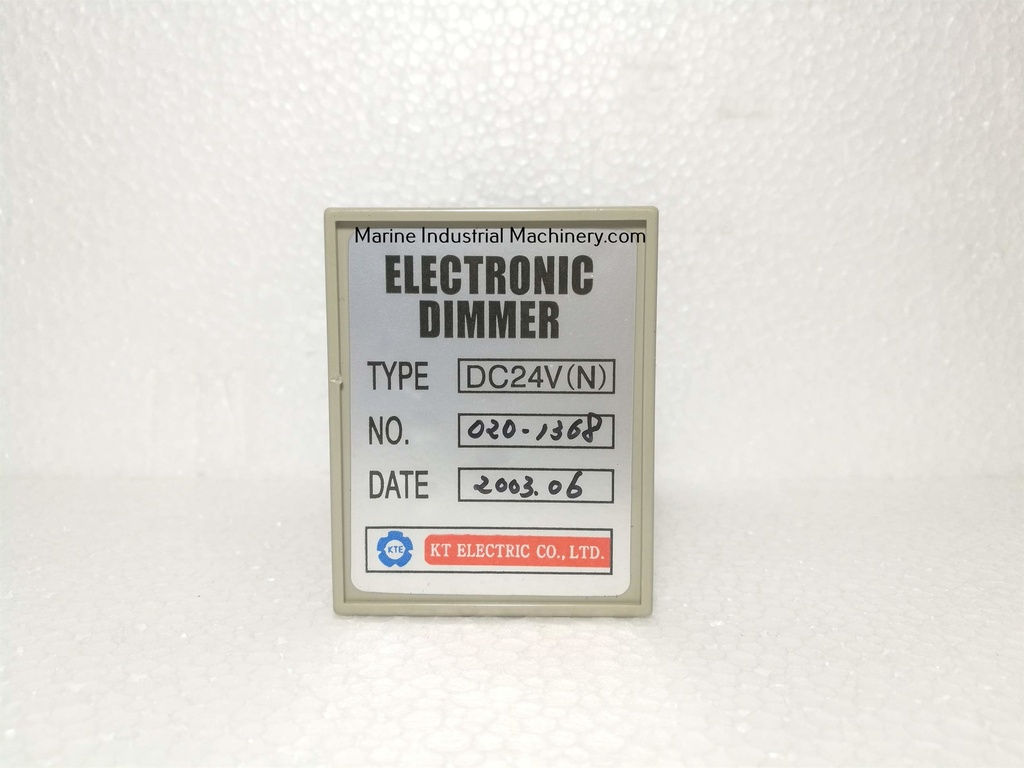 Marine Industrial Machinery.com
ELECTRONIC
DIMMER
TYPE DC24V(N)
NO. 020-1368
DATE 2003.06
KTE KT ELECTRIC CO., LTD.